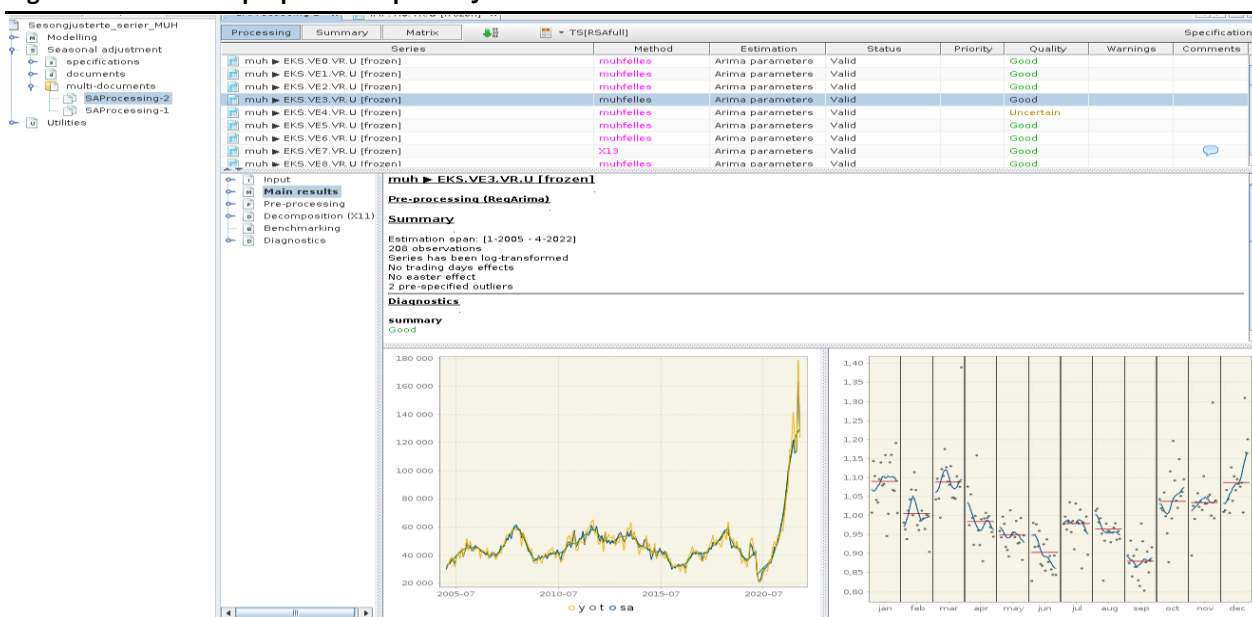 Sesongjusterte_serier_MUH
Modelling
Seasonal adjustment
specifications
documents
multi-documents
SAProcessing-2
SAProcessing-1
Utilities
Processing Summary Matrix TS[RSAfull] Specification
Series Method Estimation Status Priority Quality Warnings Comments
muh ► EKS.VE0.VR.U [frozen] muhfelles Arima parameters Valid Good
muh ► EKS.VE1.VR.U [frozen] muhfelles Arima parameters Valid Good
muh ► EKS.VE2.VR.U [frozen] muhfelles Arima parameters Valid Good
muh ► EKS.VE3.VR.U [frozen] muhfelles Arima parameters Valid Good
muh ► EKS.VE4.VR.U [frozen] muhfelles Arima parameters Valid Uncertain
muh ► EKS.VE5.VR.U [frozen] muhfelles Arima parameters Valid Good
muh ► EKS.VE6.VR.U [frozen] muhfelles Arima parameters Valid Good
muh ► EKS.VE7.VR.U [frozen] X13 Arima parameters Valid Good
muh ► EKS.VE8.VR.U [frozen] muhfelles Arima parameters Valid Good
Input
Main results
Pre-processing
Decomposition (X11)
Benchmarking
Diagnostics
muh ► EKS.VE3.VR.U [frozen]
Pre-processing (RegArima)
Summary
Estimation span: [1-2005 - 4-2022]
208 observations
Series has been log-transformed
No trading days effects
No easter effect
2 pre-specified outliers
Diagnostics
summary
Good
180 000
160 000
140 000
120 000
100 000
80 000
60 000
40 000
20 000
2005-07 2010-07 2015-07 2020-07
o y o t o sa
1,40
1,35
1,30
1,25
1,20
1,15
1,10
1,05
1,00
0,95
0,90
0,85
0,80
jan feb mar apr may jun jul aug sep oct nov dec